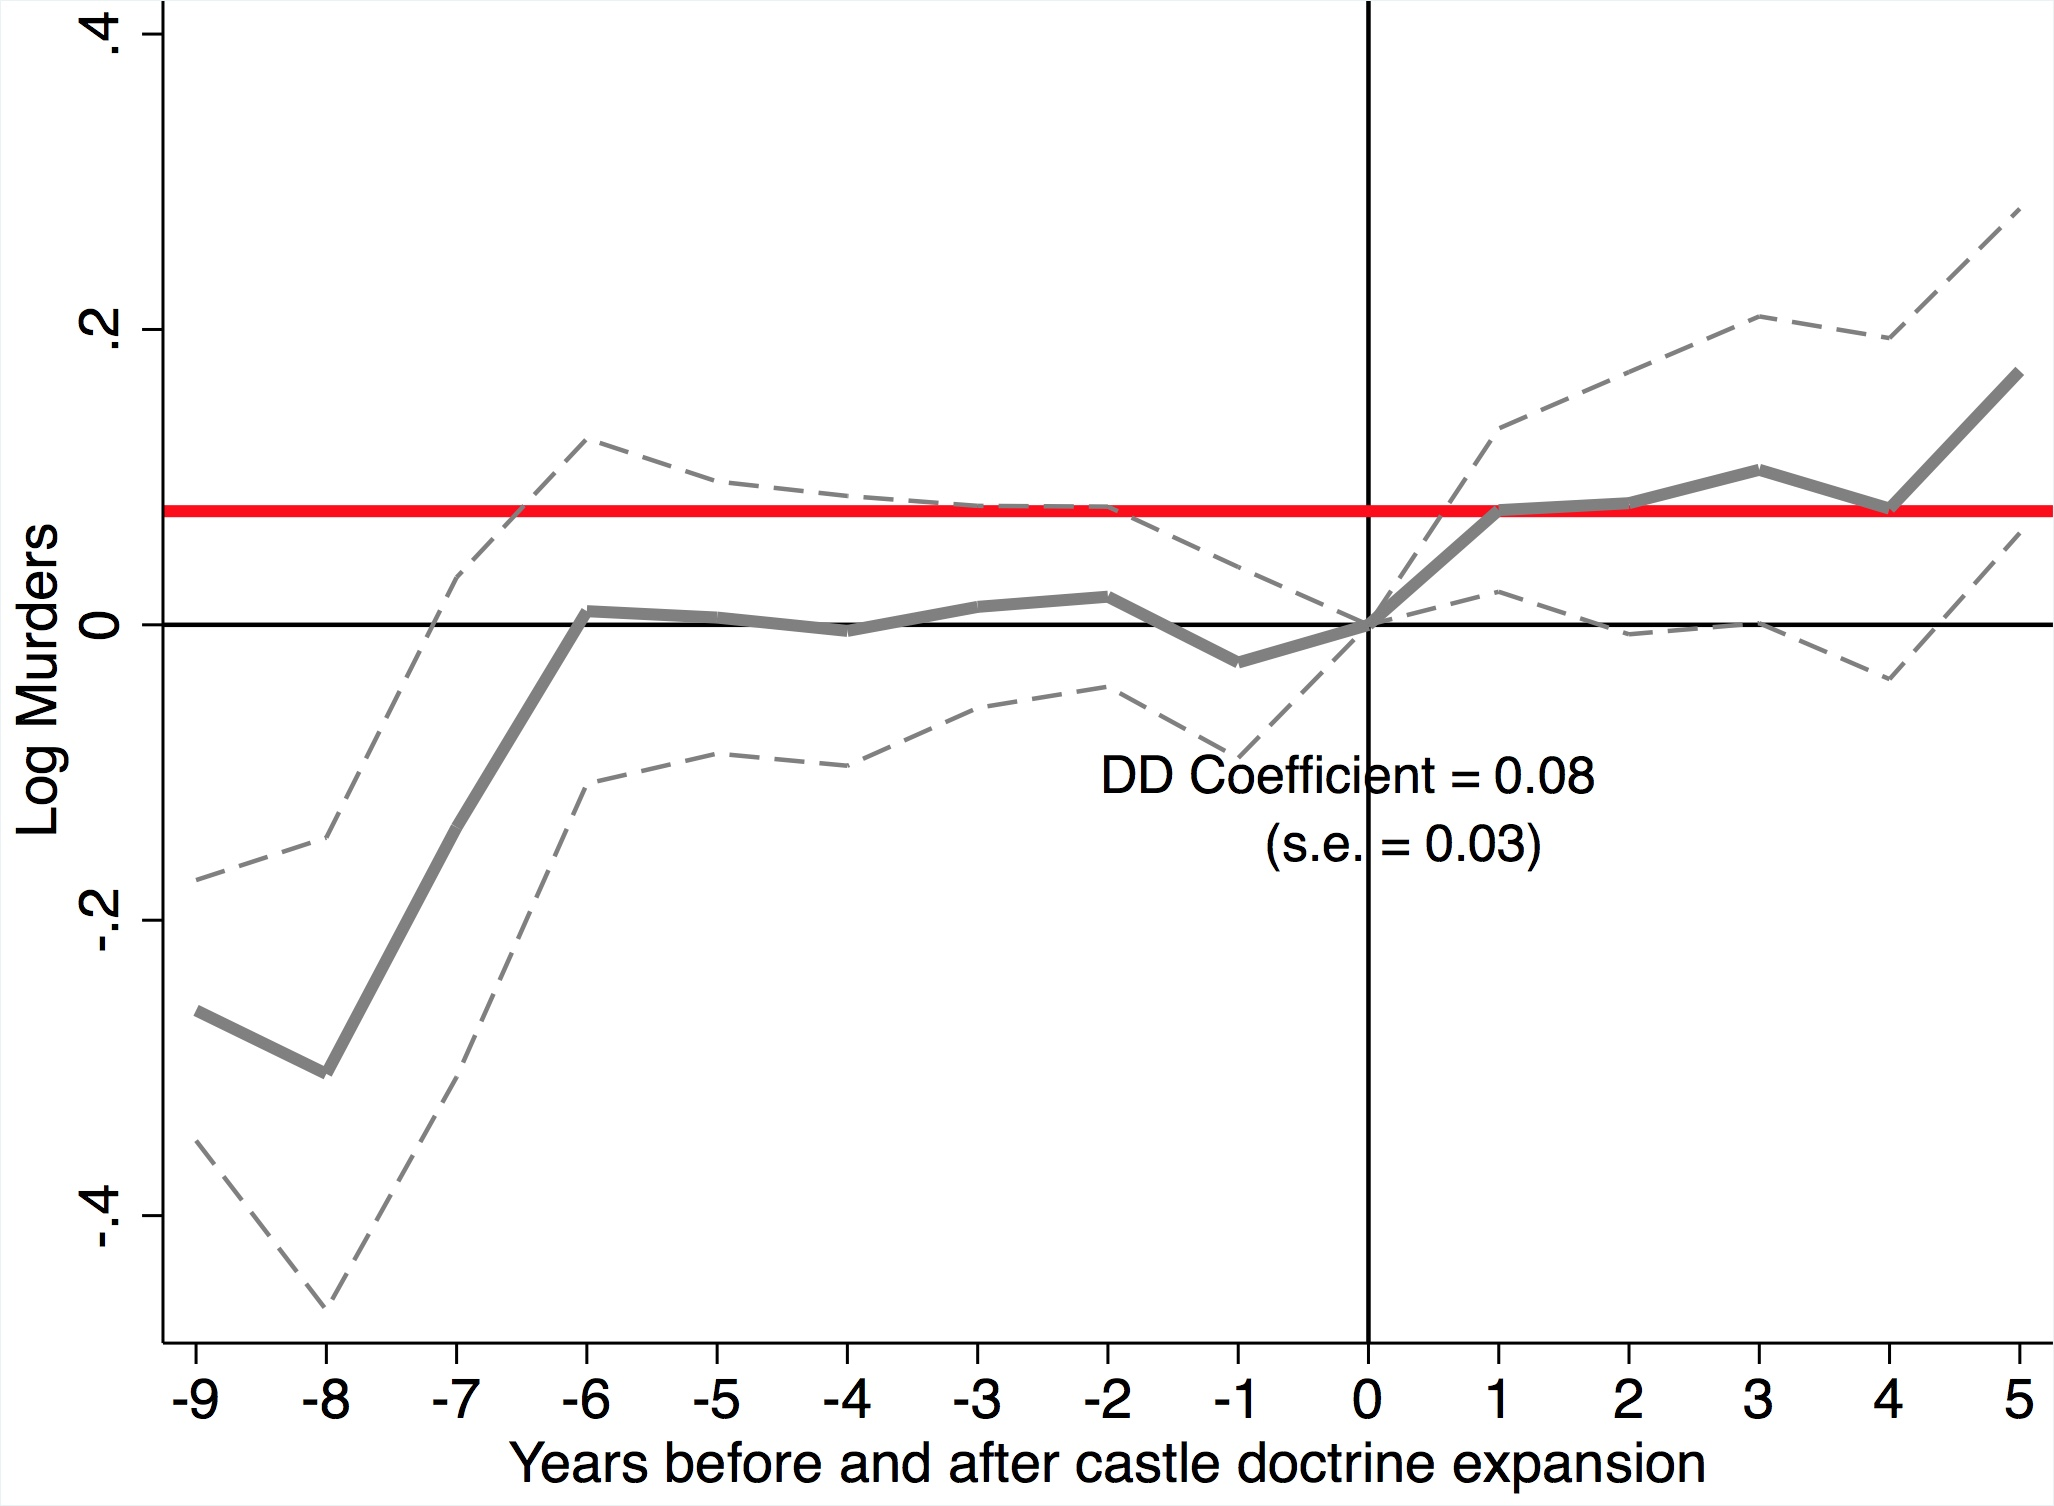 .4
.2
0
-.2
-.4
Log Murders
DD Coefficient = 0.08
(s.e. = 0.03)
-9 -8 -7 -6 -5 -4 -3 -2 -1 0 1 2 3 4 5
Years before and after castle doctrine expansion